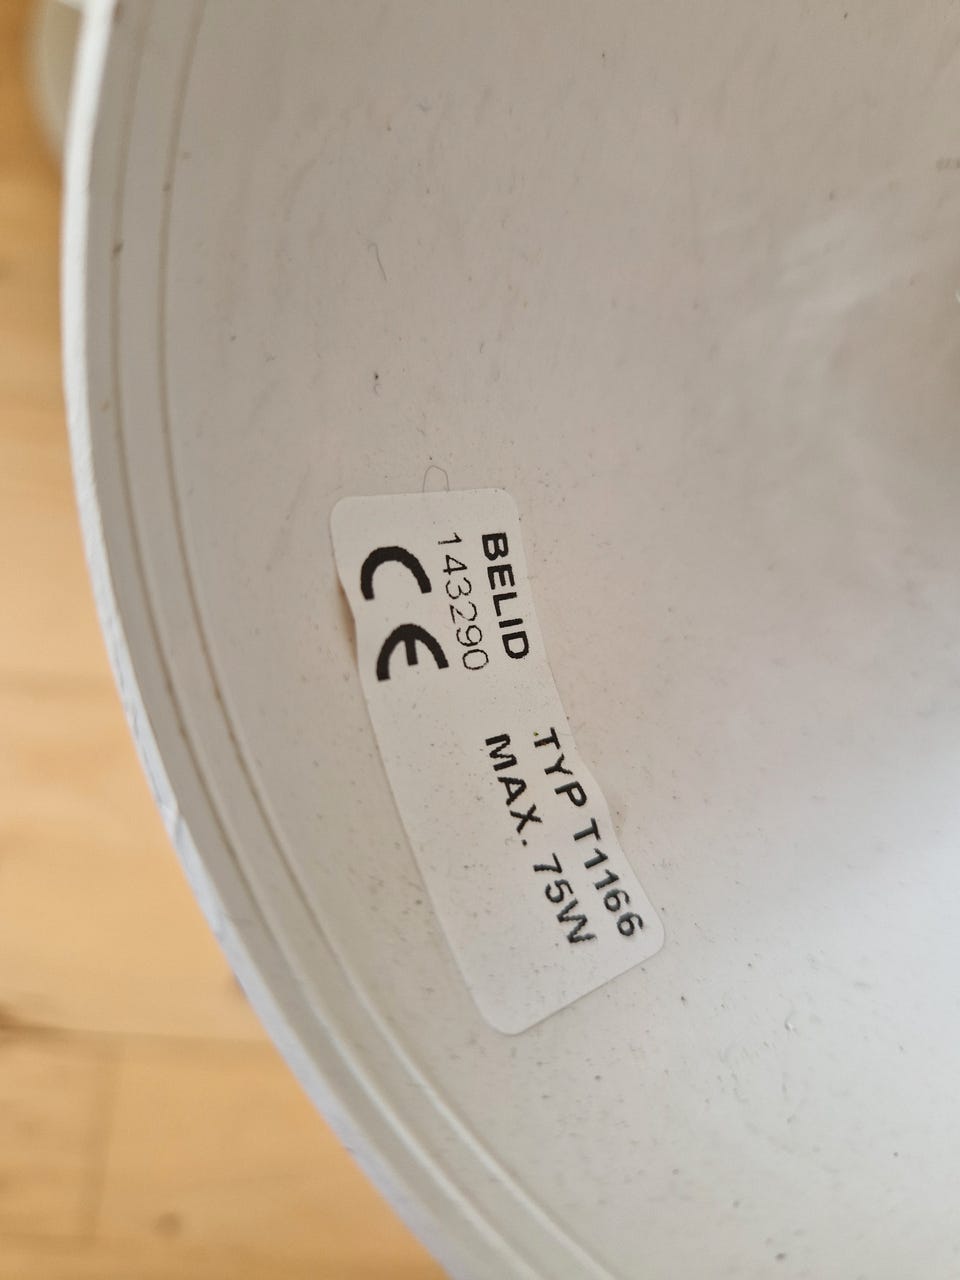 BELID
143290
CE
TYP T1166
MAX. 75W